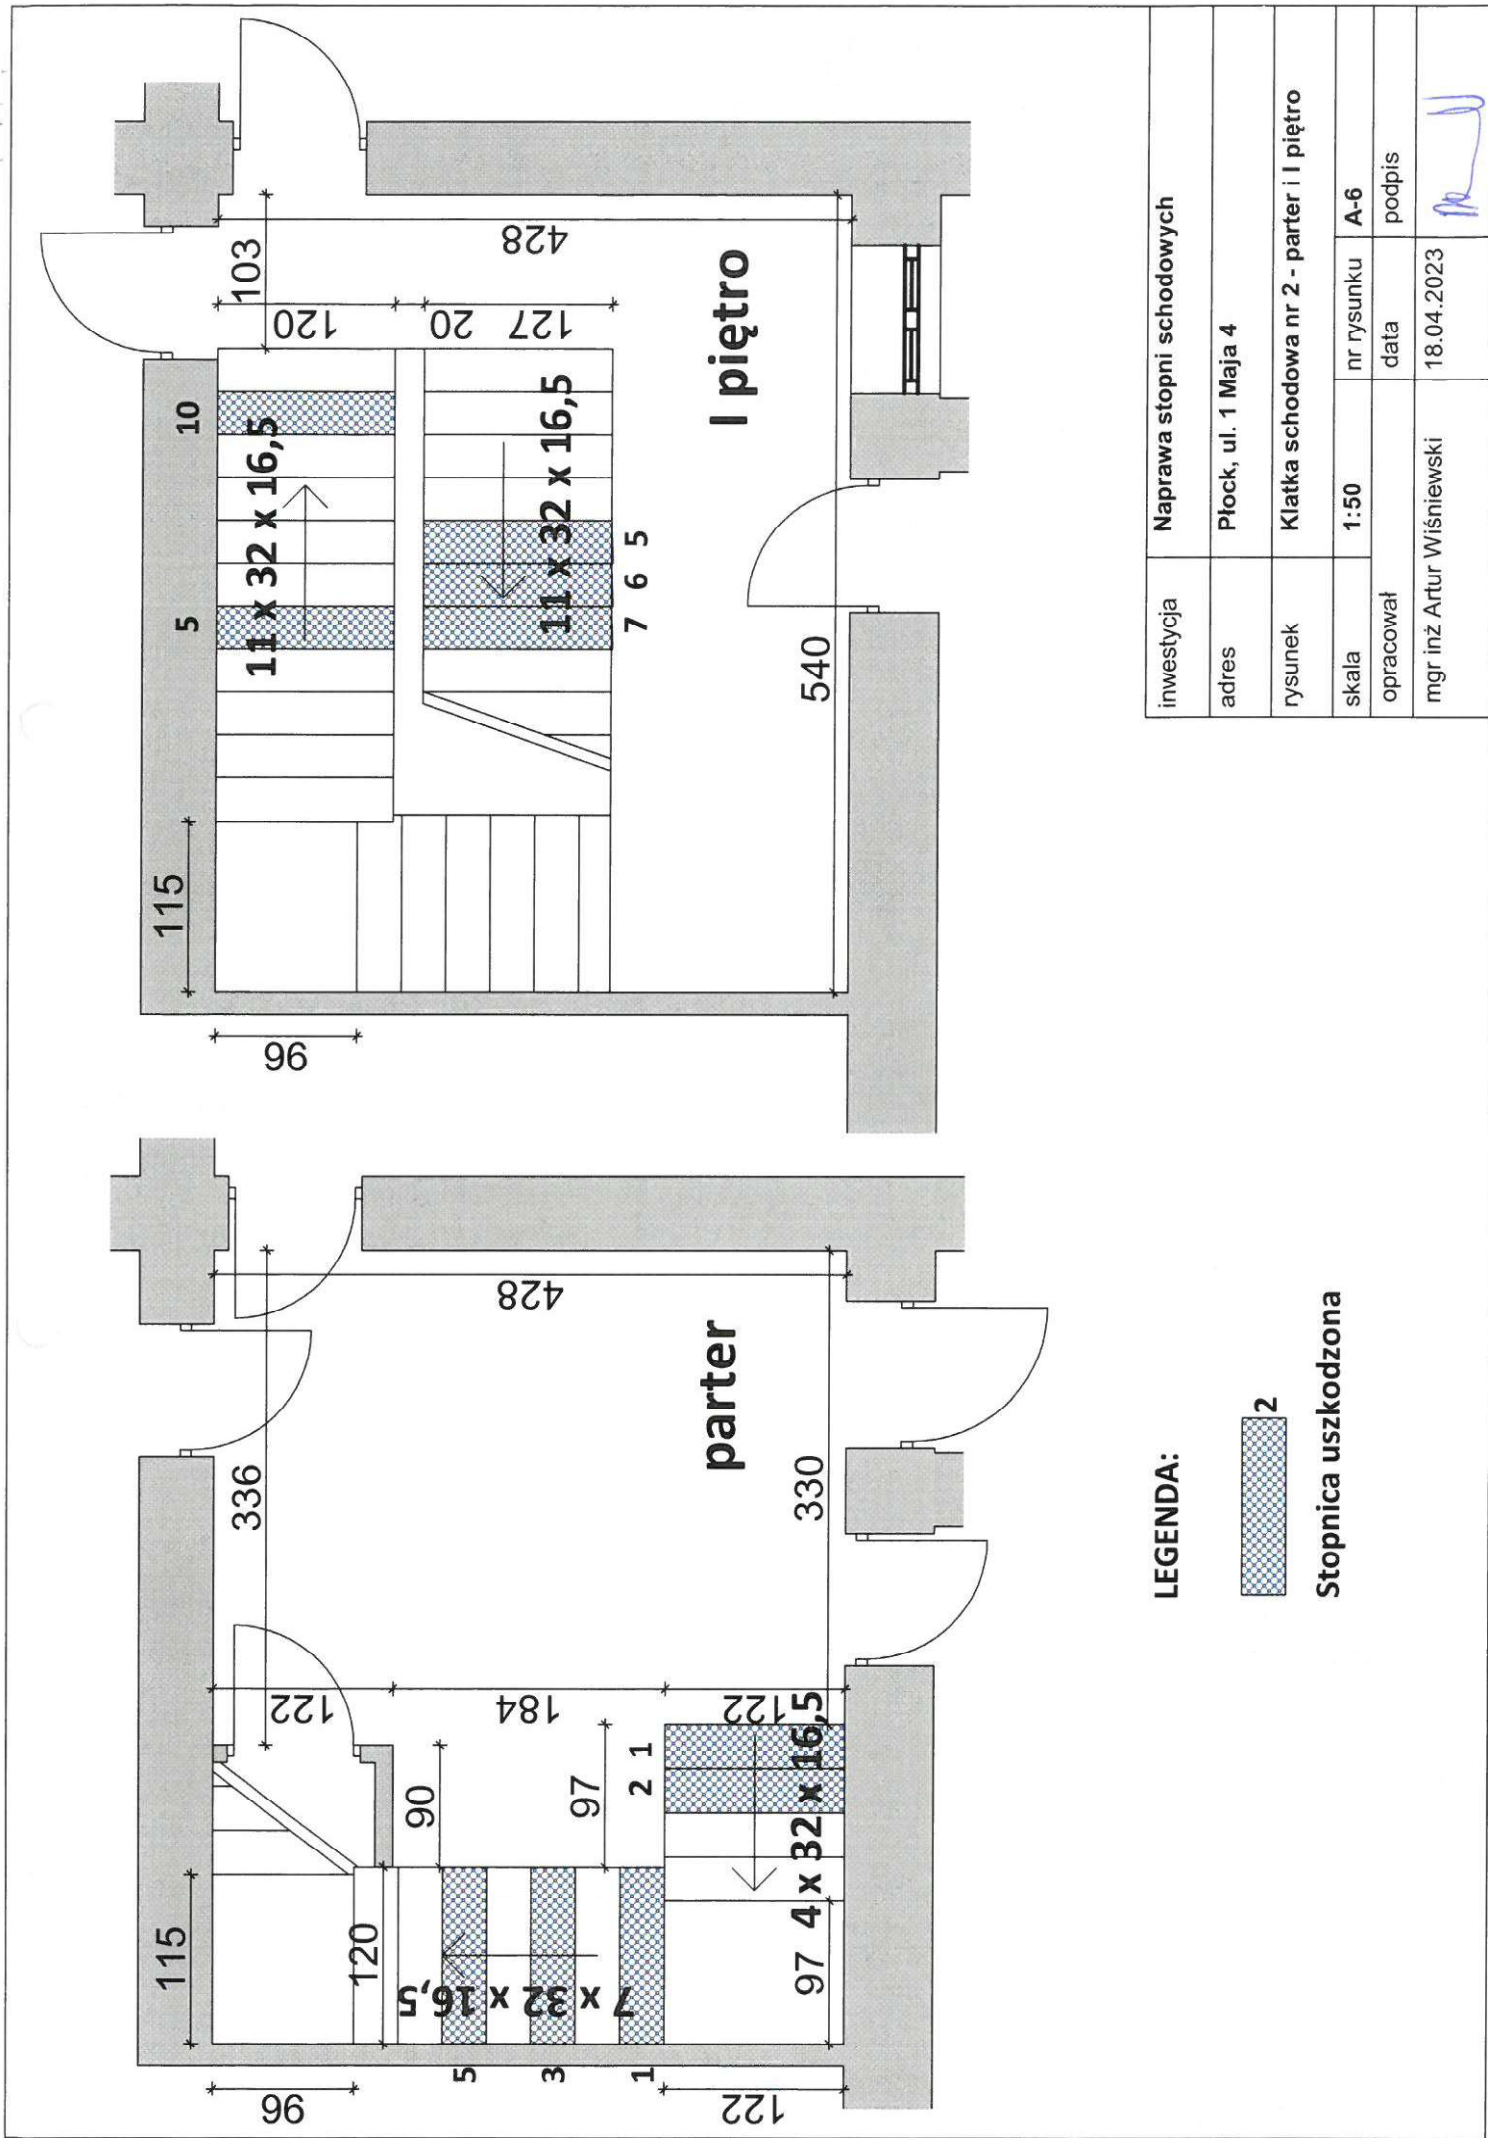 115
336
428
122
184
122
90
97
120
330
97
96
122
7 x 32 x 16,5
4 x 32 x 16,5
5
3
1
2 1
parter
115
5
10
11 x 32 x 16,5
103
120
20
127
428
11 x 32 x 16,5
7 6 5
540
96
I piętro
LEGENDA:
2
Stopnica uszkodzona
inwestycja Naprawa stopni schodowych
adres Płock, ul. 1 Maja 4
rysunek Klatka schodowa nr 2 - parter i I piętro
skala 1:50 nr rysunku A-6
opracował data podpis
mgr inż Artur Wiśniewski 18.04.2023